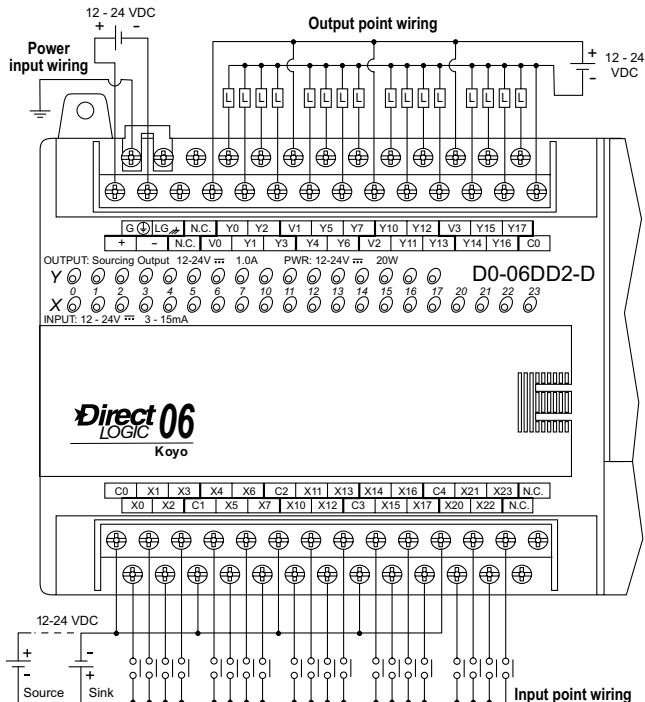 12 - 24 VDC
+ -
Power
input wiring
Output point wiring
+
-
12 - 24
VDC
L L L L L L L L L L L L L L L L
G LG N.C. Y0 Y2 V1 Y5 Y7 Y10 Y12 V3 Y15 Y17
+ - N.C. V0 Y1 Y3 Y4 Y6 V2 Y11 Y13 Y14 Y16 C0
OUTPUT: Sourcing Output 12-24V 1.0A PWR: 12-24V 20W
D0-06DD2-D
Y
0 1 2 3 4 5 6 7 10 11 12 13 14 15 16 17 20 21 22 23
X
INPUT: 12 - 24V 3 - 15mA
Direct
LOGIC
06
Koyo
C0 X1 X3 X4 X6 C2 X11 X13 X14 X16 C4 X21 X23 N.C.
X0 X2 C1 X5 X7 X10 X12 C3 X15 X17 X20 X22 N.C.
12-24 VDC
+ -
- +
Source Sink
Input point wiring